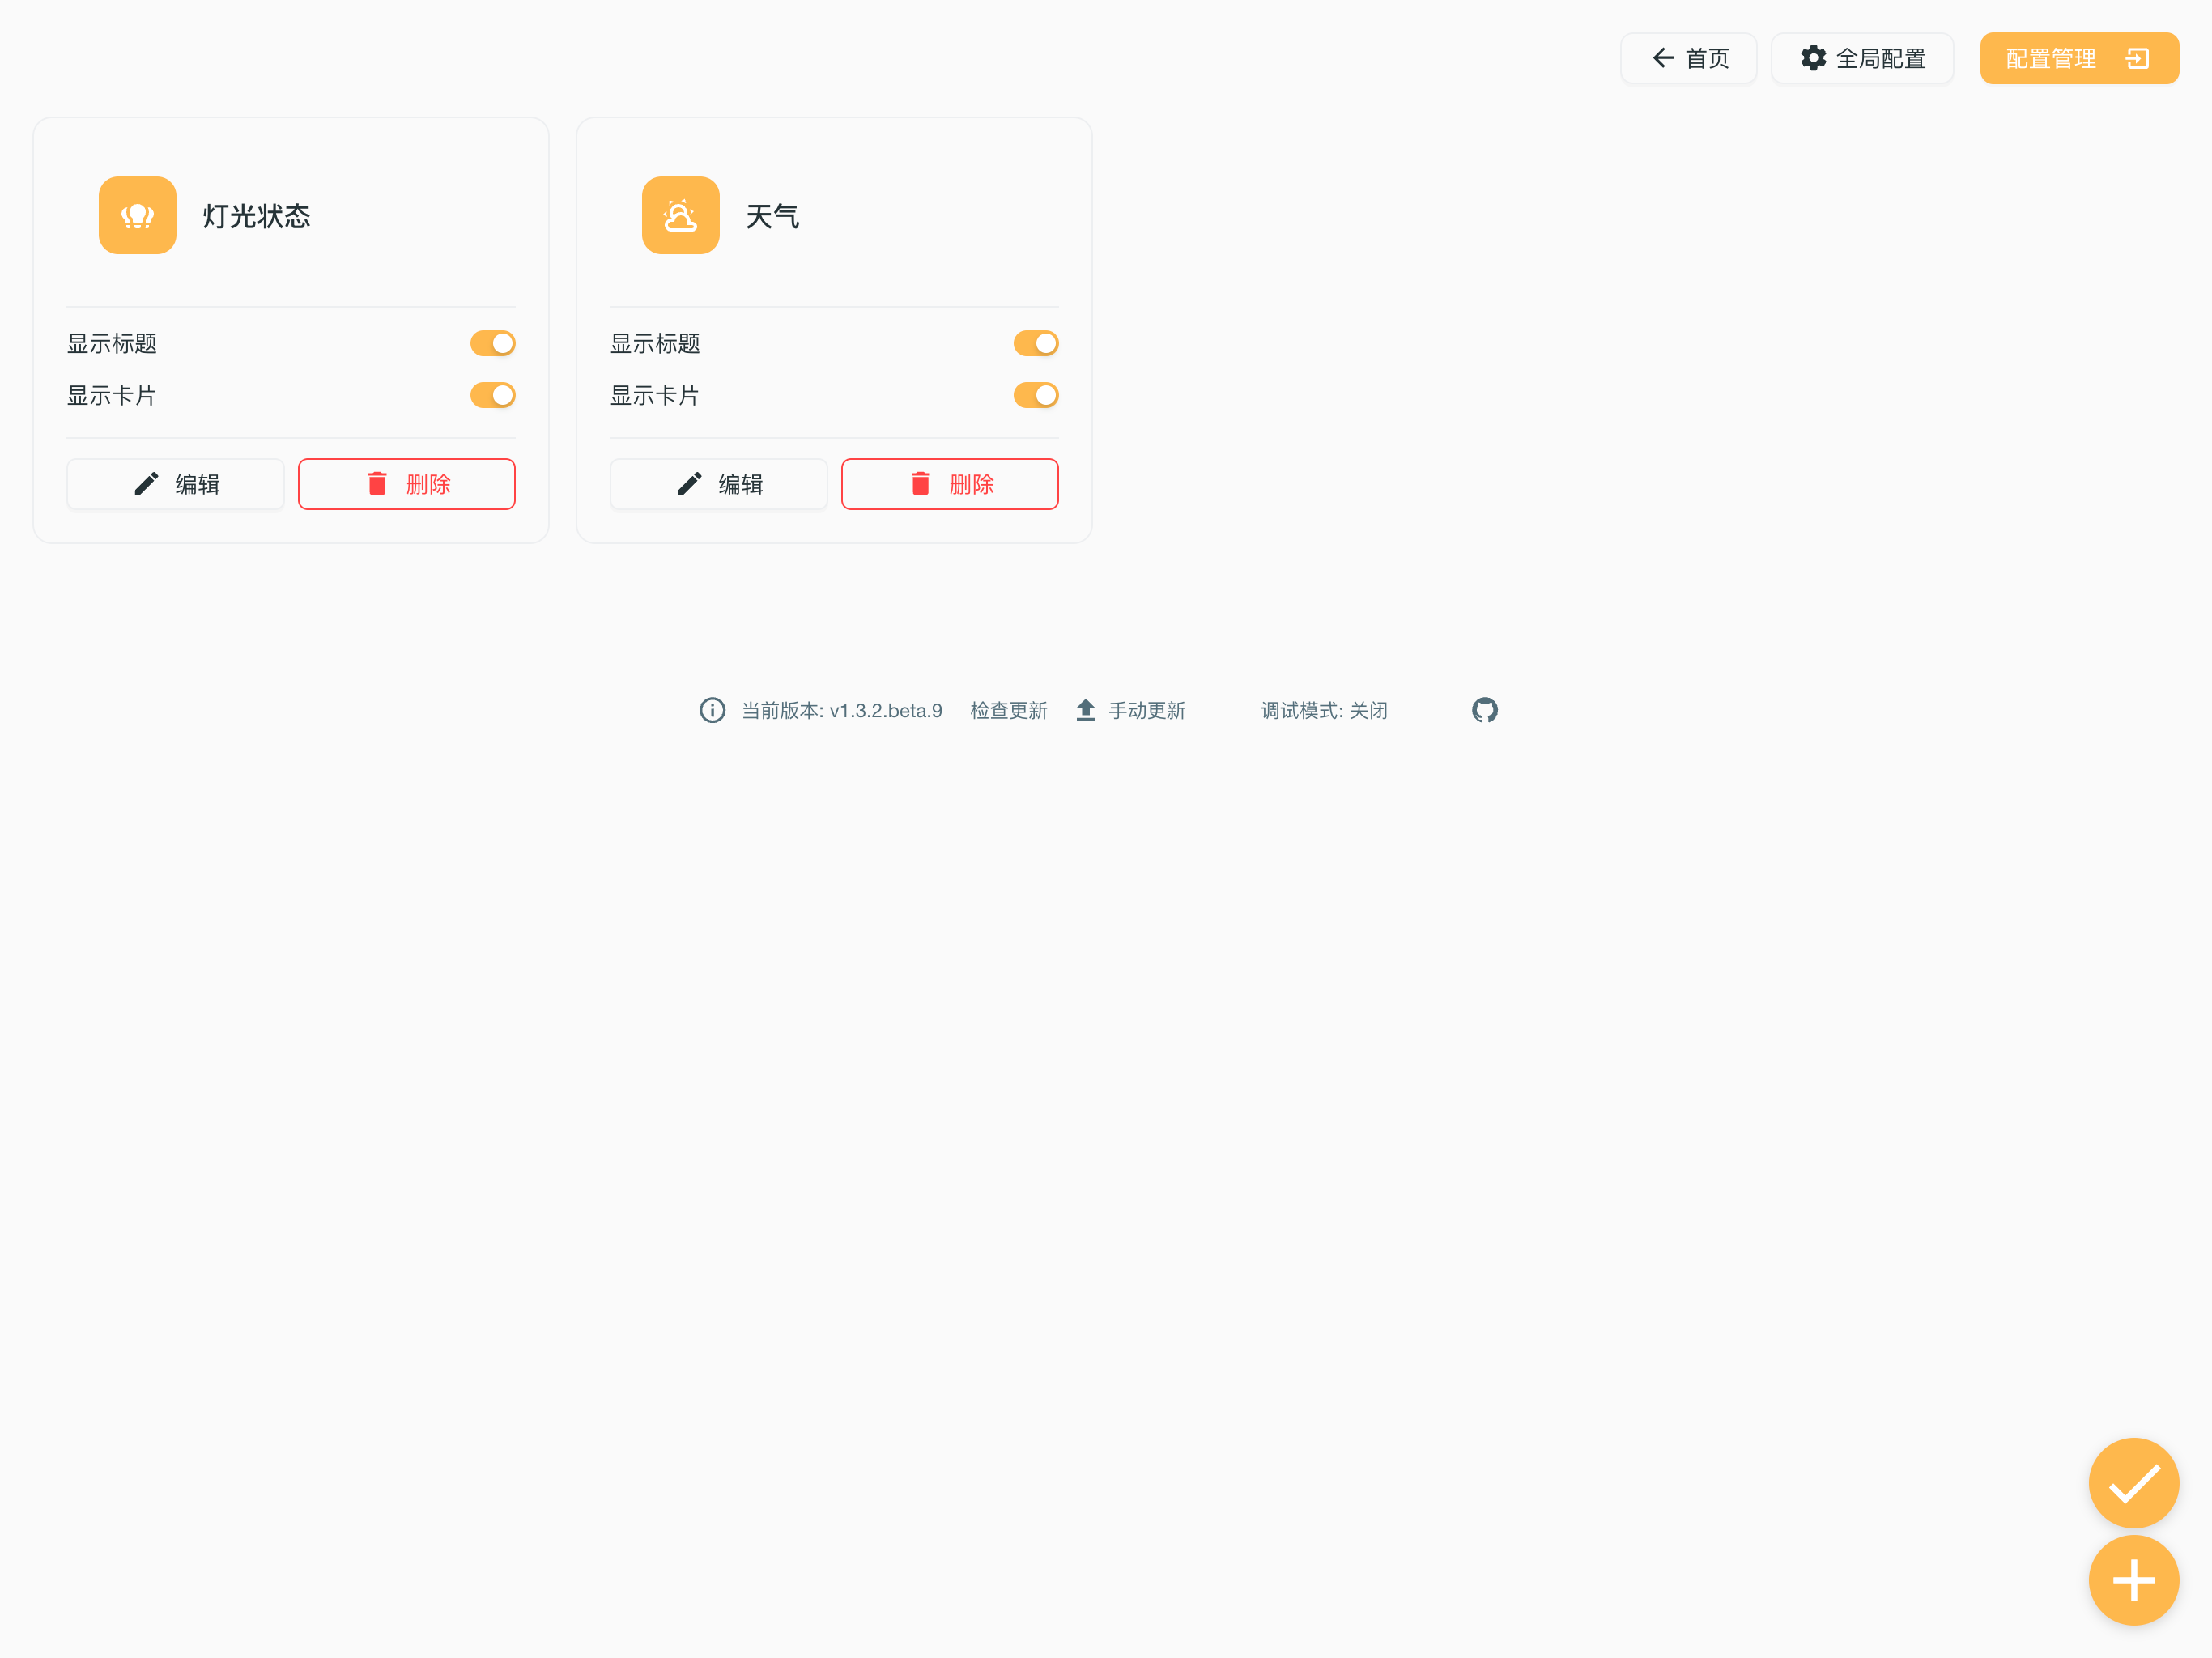 首页 全局配置 配置管理
灯光状态
显示标题
显示卡片
编辑 删除
天气
显示标题
显示卡片
编辑 删除
当前版本: v1.3.2.beta.9 检查更新 手动更新 调试模式: 关闭